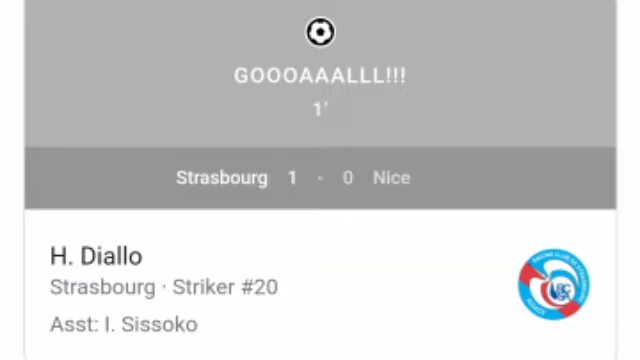 GOOOAAALLL!!!
1'
Strasbourg 1 - 0 Nice
H. Diallo
Strasbourg · Striker #20
Asst: I. Sissoko